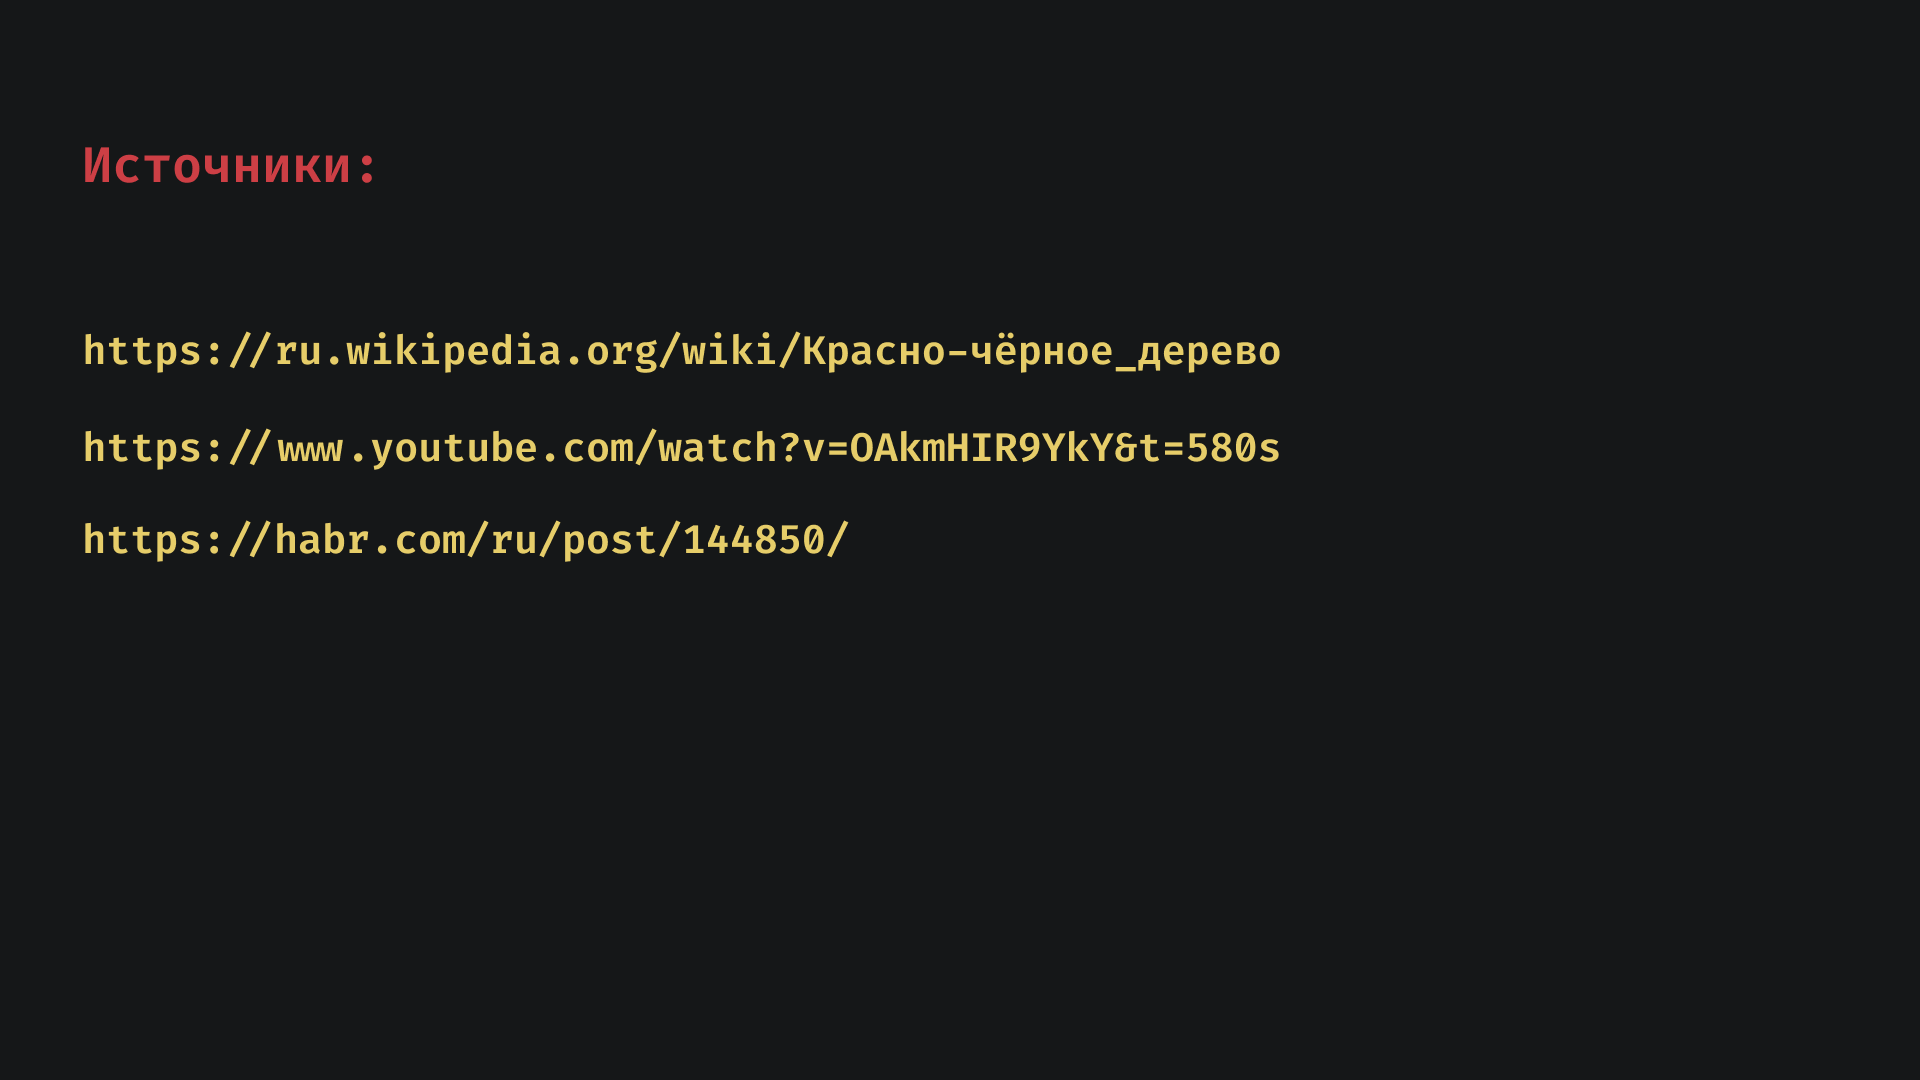 Источники:
https://ru.wikipedia.org/wiki/Красно-чёрное_дерево
https://www.youtube.com/watch?v=OAkmHIR9YkY&t=580s
https://habr.com/ru/post/144850/